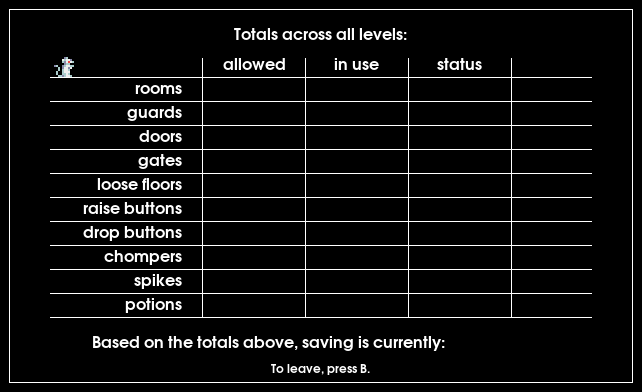 Totals across all levels:
allowed in use status
rooms
guards
doors
gates
loose floors
raise buttons
drop buttons
chompers
spikes
potions
Based on the totals above, saving is currently:
To leave, press B.